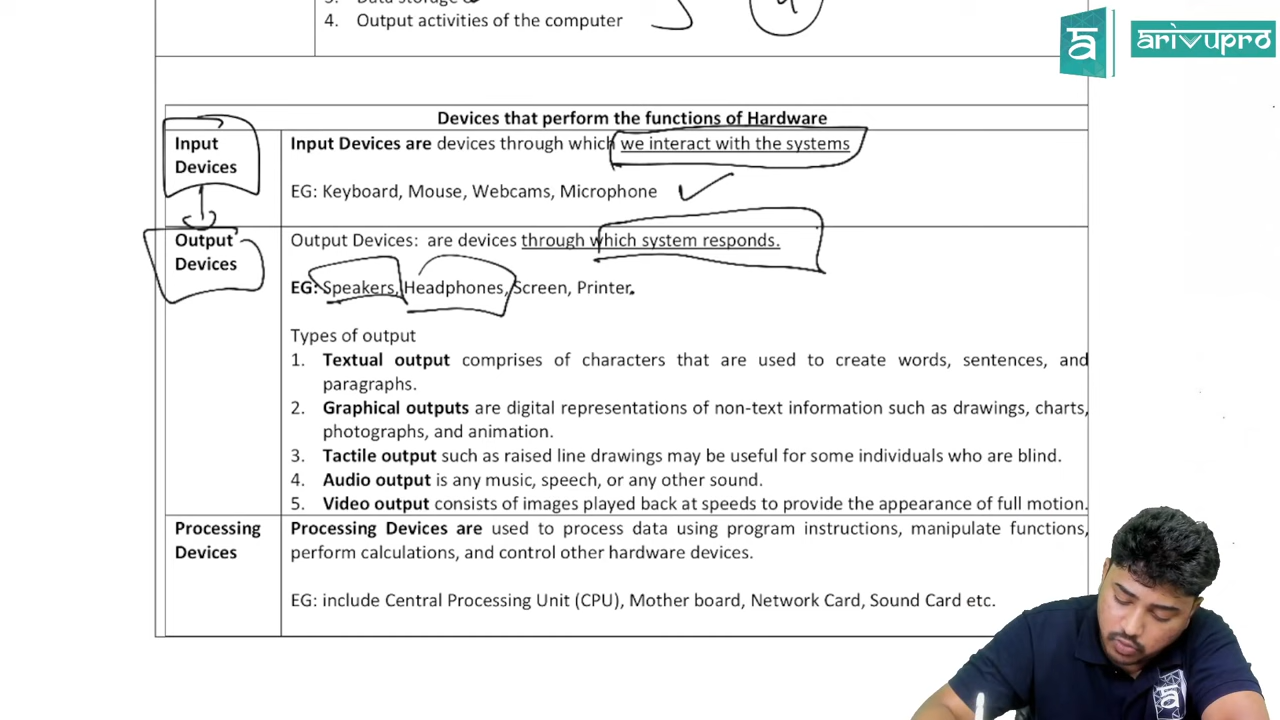 3. Data storage
4. Output activities of the computer
arivupro
Devices that perform the functions of Hardware
Input Devices
Input Devices are devices through which we interact with the systems
EG: Keyboard, Mouse, Webcams, Microphone
Output Devices
Output Devices: are devices through which system responds.
EG: Speakers, Headphones, Screen, Printer.
Types of output
1. Textual output comprises of characters that are used to create words, sentences, and
paragraphs.
2. Graphical outputs are digital representations of non-text information such as drawings, charts,
photographs, and animation.
3. Tactile output such as raised line drawings may be useful for some individuals who are blind.
4. Audio output is any music, speech, or any other sound.
5. Video output consists of images played back at speeds to provide the appearance of full motion.
Processing Devices
Processing Devices are used to process data using program instructions, manipulate functions,
perform calculations, and control other hardware devices.
EG: include Central Processing Unit (CPU), Mother board, Network Card, Sound Card etc.